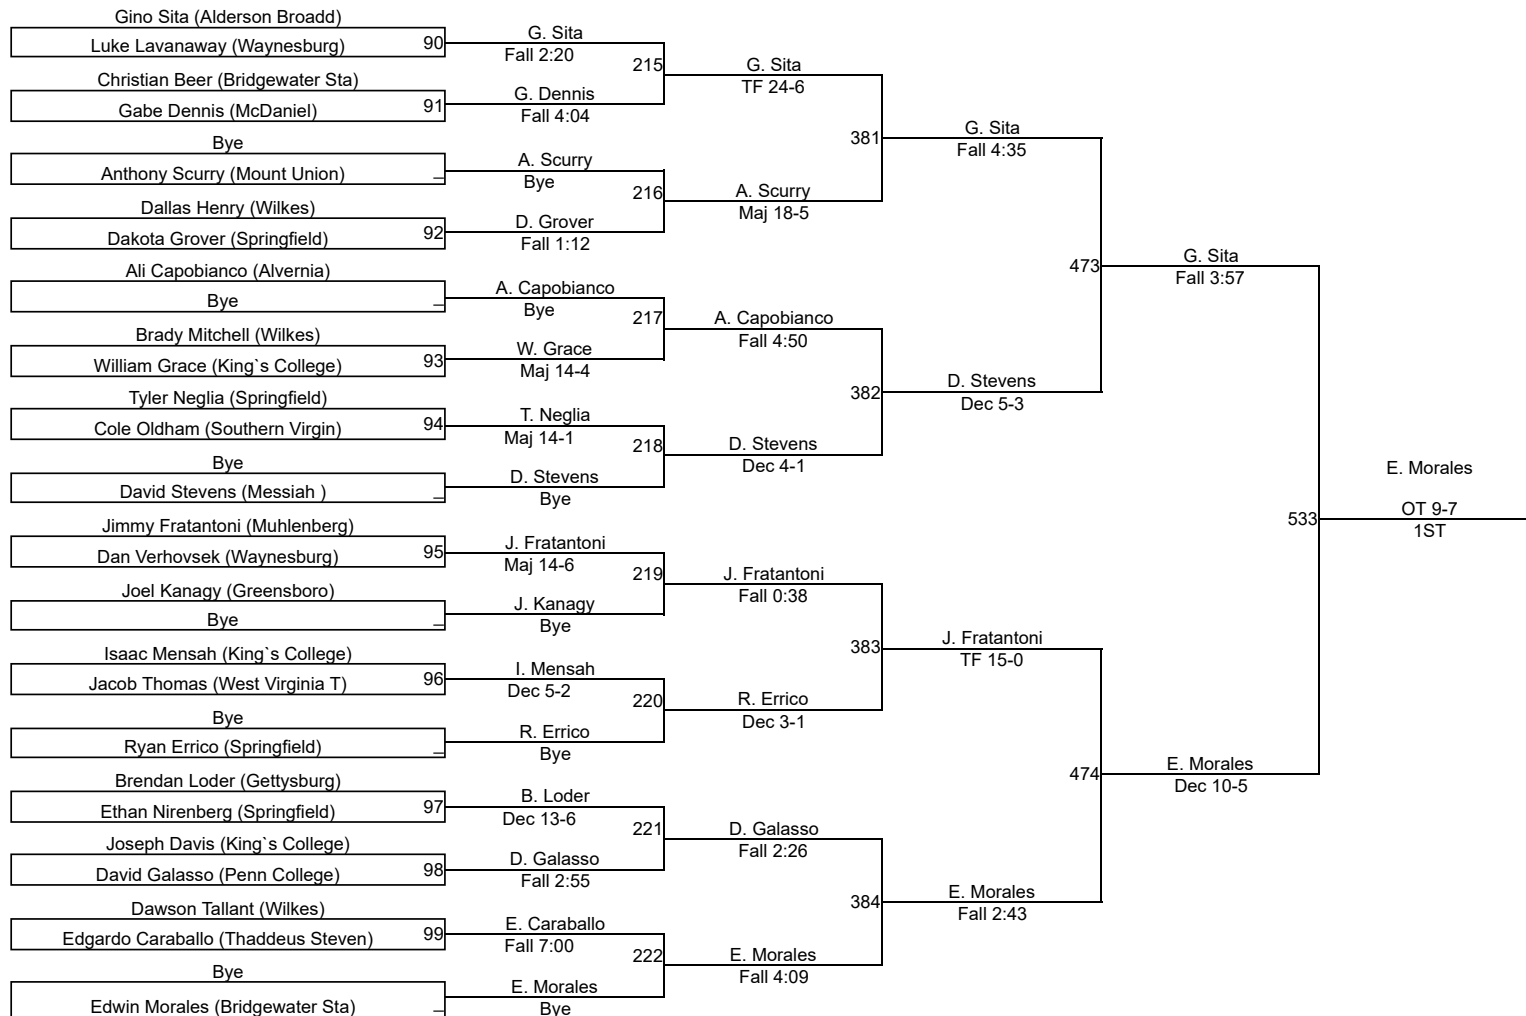 Gino Sita (Alderson Broadd)
Luke Lavanaway (Waynesburg) 90
G. Sita
Fall 2:20
215
G. Sita
TF 24-6
Christian Beer (Bridgewater Sta)
Gabe Dennis (McDaniel) 91
G. Dennis
Fall 4:04
381
G. Sita
Fall 4:35
Bye
Anthony Scurry (Mount Union) _
A. Scurry
Bye
216
A. Scurry
Maj 18-5
Dallas Henry (Wilkes)
Dakota Grover (Springfield) 92
D. Grover
Fall 1:12
473
G. Sita
Fall 3:57
Ali Capobianco (Alvernia)
Bye _
A. Capobianco
Bye
217
A. Capobianco
Fall 4:50
Brady Mitchell (Wilkes)
William Grace (King`s College) 93
W. Grace
Maj 14-4
382
D. Stevens
Dec 5-3
Tyler Neglia (Springfield)
Cole Oldham (Southern Virgin) 94
T. Neglia
Maj 14-1
218
D. Stevens
Dec 4-1
Bye
David Stevens (Messiah ) _
D. Stevens
Bye
533
E. Morales
OT 9-7
1ST
Jimmy Fratantoni (Muhlenberg)
Dan Verhovsek (Waynesburg) 95
J. Fratantoni
Maj 14-6
219
J. Fratantoni
Fall 0:38
Joel Kanagy (Greensboro)
Bye _
J. Kanagy
Bye
383
J. Fratantoni
TF 15-0
Isaac Mensah (King`s College)
Jacob Thomas (West Virginia T) 96
I. Mensah
Dec 5-2
220
R. Errico
Dec 3-1
Bye
Ryan Errico (Springfield) _
R. Errico
Bye
474
E. Morales
Dec 10-5
Brendan Loder (Gettysburg)
Ethan Nirenberg (Springfield) 97
B. Loder
Dec 13-6
221
D. Galasso
Fall 2:26
Joseph Davis (King`s College)
David Galasso (Penn College) 98
D. Galasso
Fall 2:55
384
E. Morales
Fall 2:43
Dawson Tallant (Wilkes)
Edgardo Caraballo (Thaddeus Steven) 99
E. Caraballo
Fall 7:00
222
E. Morales
Fall 4:09
Bye
Edwin Morales (Bridgewater Sta) _
E. Morales
Bye